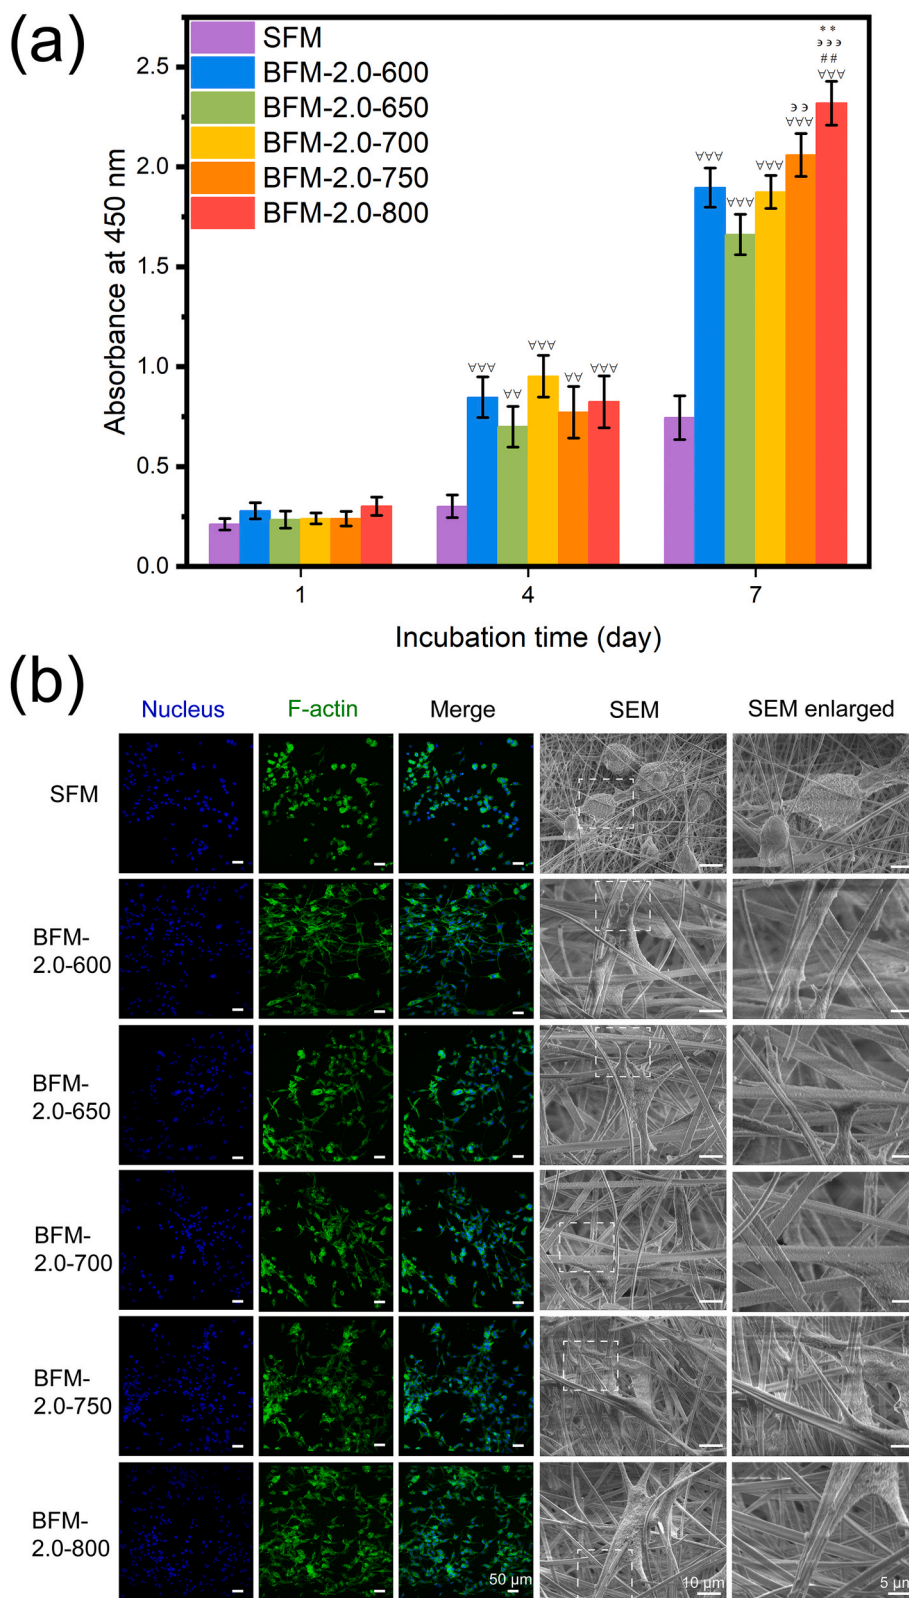 (a)
SFM
BFM-2.0-600
BFM-2.0-650
BFM-2.0-700
BFM-2.0-750
BFM-2.0-800
* *
∍∍∍
##
∀∀∀
∍∍
∀∀∀
∀∀∀
∀∀∀
∀∀∀
∀∀∀
∀∀
∀∀∀
∀∀
∀∀∀
Absorbance at 450 nm
2.5
2.0
1.5
1.0
0.5
0.0
1 4 7
Incubation time (day)
(b)
Nucleus F-actin Merge SEM SEM enlarged
SFM
BFM-
2.0-600
BFM-
2.0-650
BFM-
2.0-700
BFM-
2.0-750
BFM-
2.0-800
50 μm 10 μm 5 μm